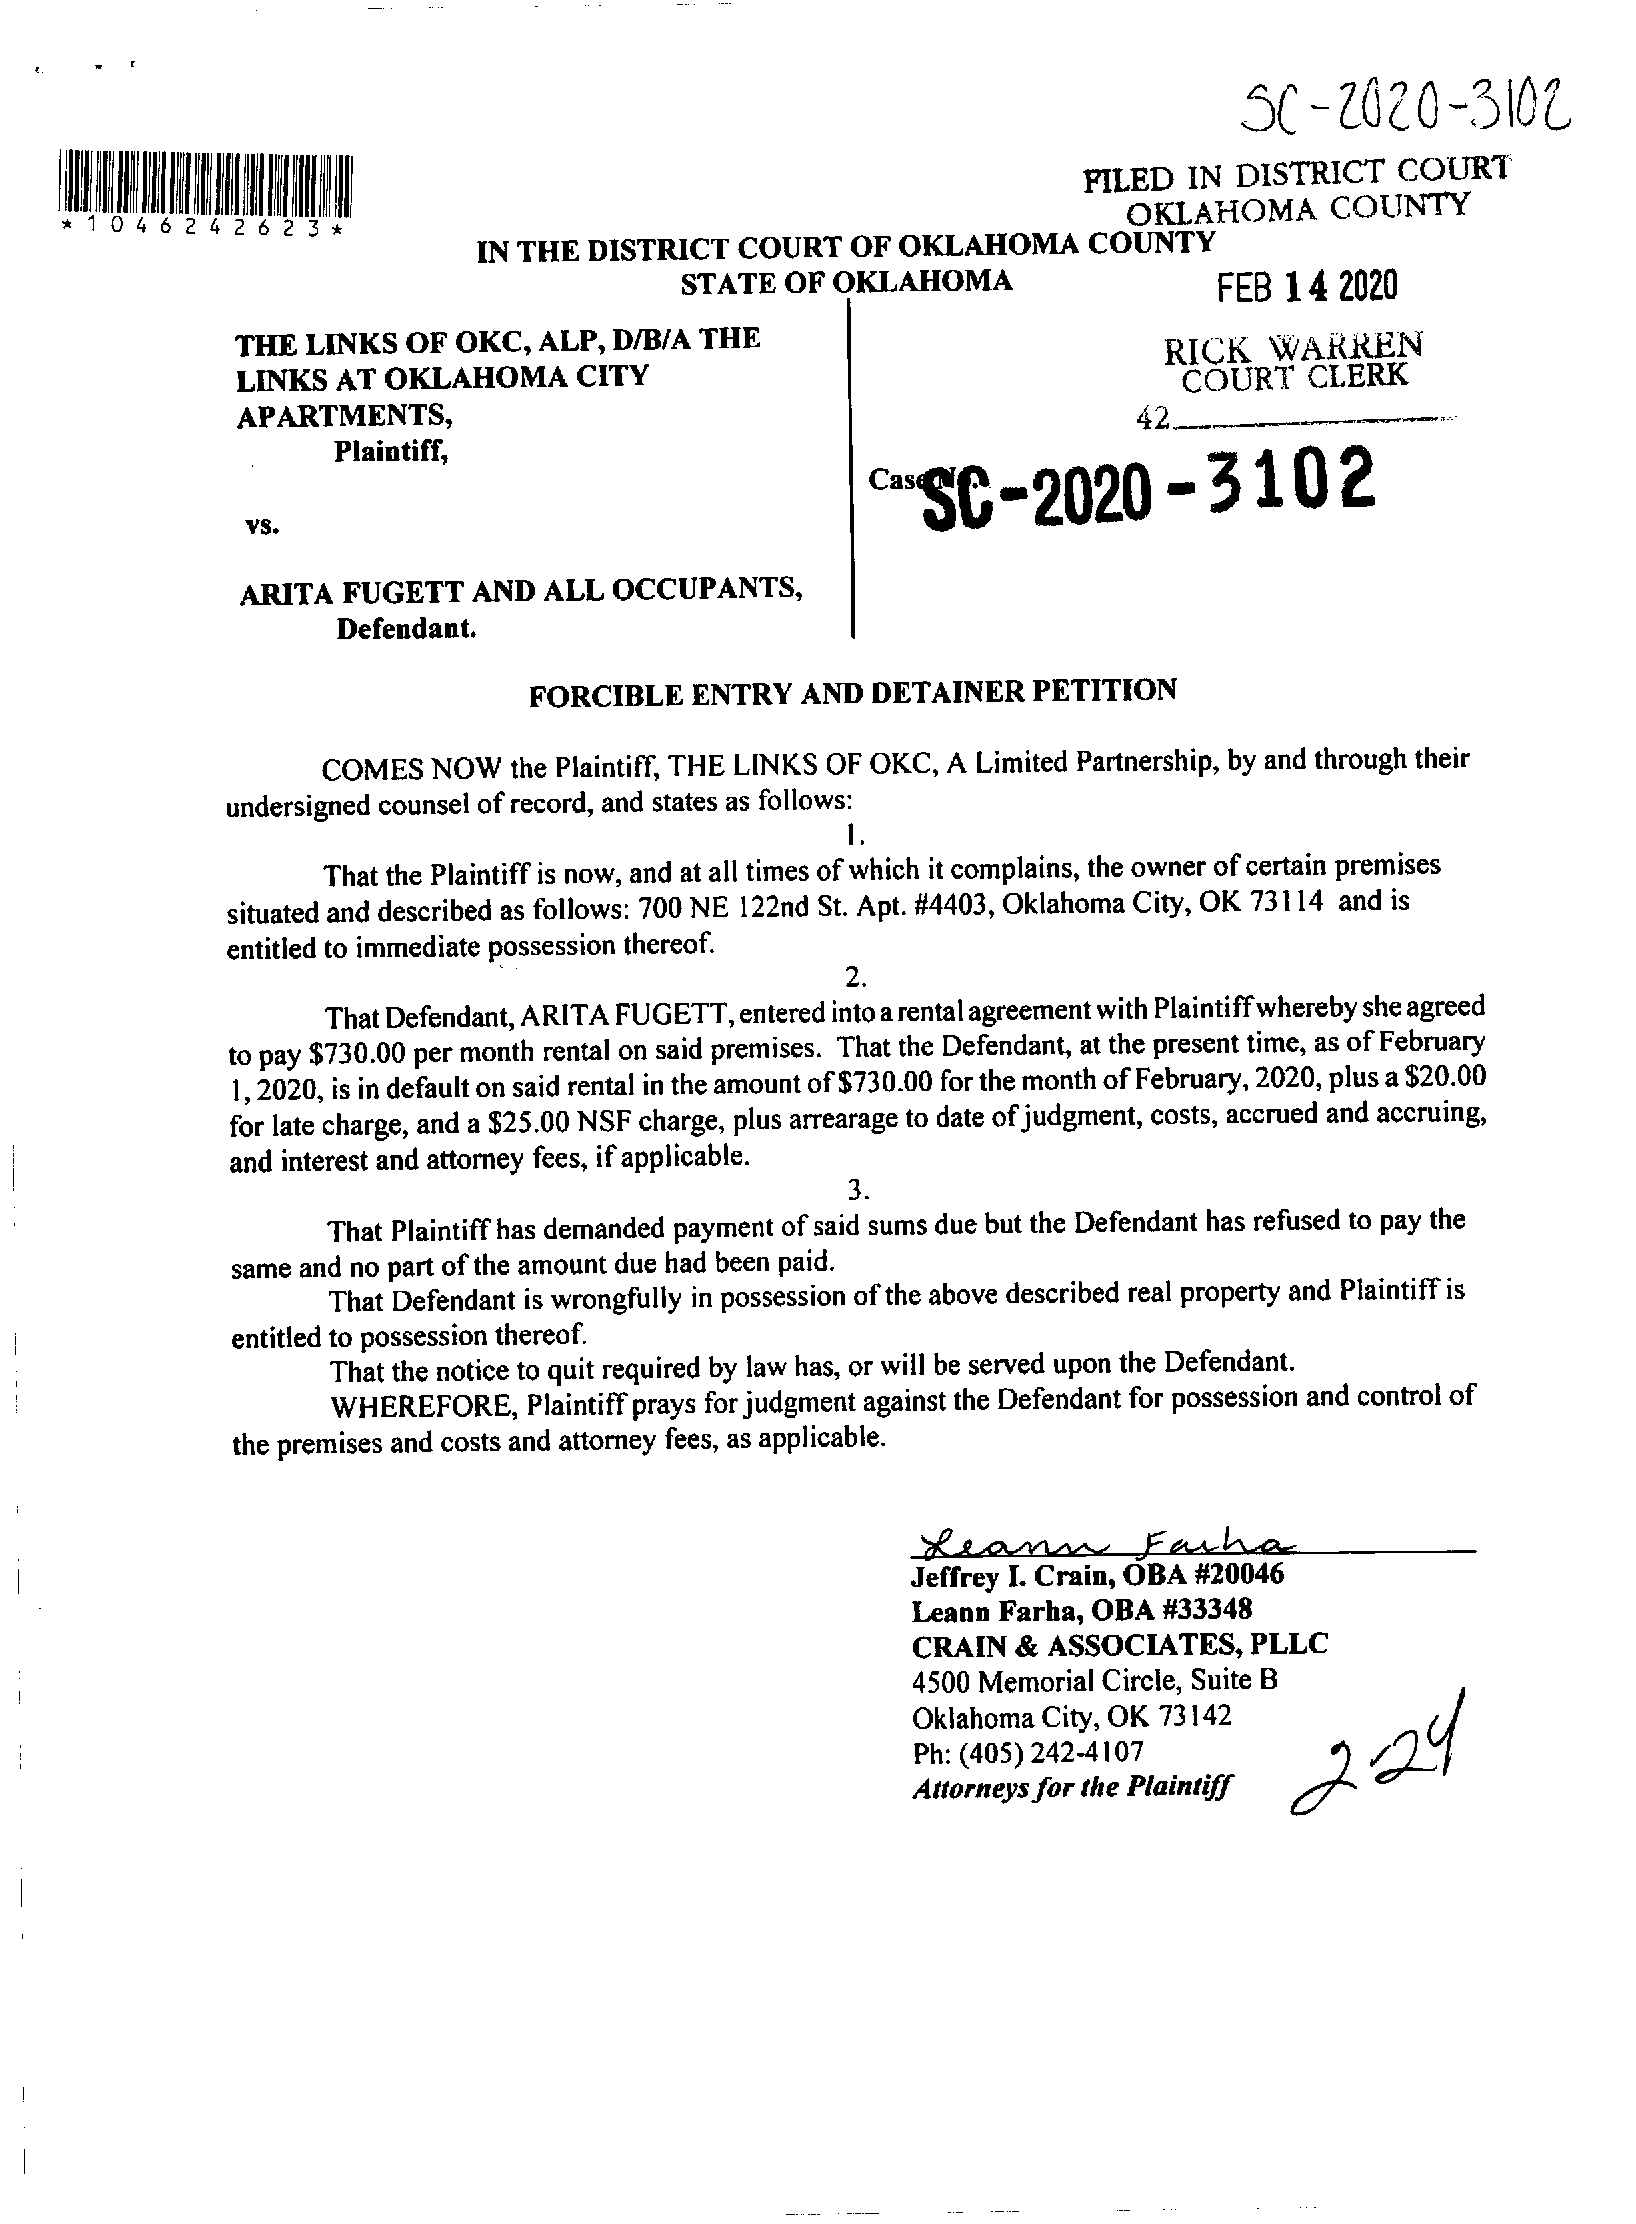 SC-2020-3102
*1046242623*
FILED IN DISTRICT COURT
OKLAHOMA COUNTY
IN THE DISTRICT COURT OF OKLAHOMA COUNTY
STATE OF OKLAHOMA
FEB 14 2020
THE LINKS OF OKC, ALP, D/B/A THE
LINKS AT OKLAHOMA CITY
APARTMENTS,
Plaintiff,
RICK WARREN
COURT CLERK
42
Case No.
SC-2020-3102
vs.
ARITA FUGETT AND ALL OCCUPANTS,
Defendant.
FORCIBLE ENTRY AND DETAINER PETITION
COMES NOW the Plaintiff, THE LINKS OF OKC, A Limited Partnership, by and through their
undersigned counsel of record, and states as follows:
1.
That the Plaintiff is now, and at all times of which it complains, the owner of certain premises
situated and described as follows: 700 NE 122nd St. Apt. #4403, Oklahoma City, OK 73114 and is
entitled to immediate possession thereof.
2.
That Defendant, ARITA FUGETT, entered into a rental agreement with Plaintiff whereby she agreed
to pay $730.00 per month rental on said premises. That the Defendant, at the present time, as of February
1, 2020, is in default on said rental in the amount of $730.00 for the month of February, 2020, plus a $20.00
for late charge, and a $25.00 NSF charge, plus arrearage to date of judgment, costs, accrued and accruing,
and interest and attorney fees, if applicable.
3.
That Plaintiff has demanded payment of said sums due but the Defendant has refused to pay the
same and no part of the amount due had been paid.
That Defendant is wrongfully in possession of the above described real property and Plaintiff is
entitled to possession thereof.
That the notice to quit required by law has, or will be served upon the Defendant.
WHEREFORE, Plaintiff prays for judgment against the Defendant for possession and control of
the premises and costs and attorney fees, as applicable.
Leann Farha
Jeffrey I. Crain, OBA #20046
Leann Farha, OBA #33348
CRAIN & ASSOCIATES, PLLC
4500 Memorial Circle, Suite B
Oklahoma City, OK 73142
Ph: (405) 242-4107
Attorneys for the Plaintiff
224